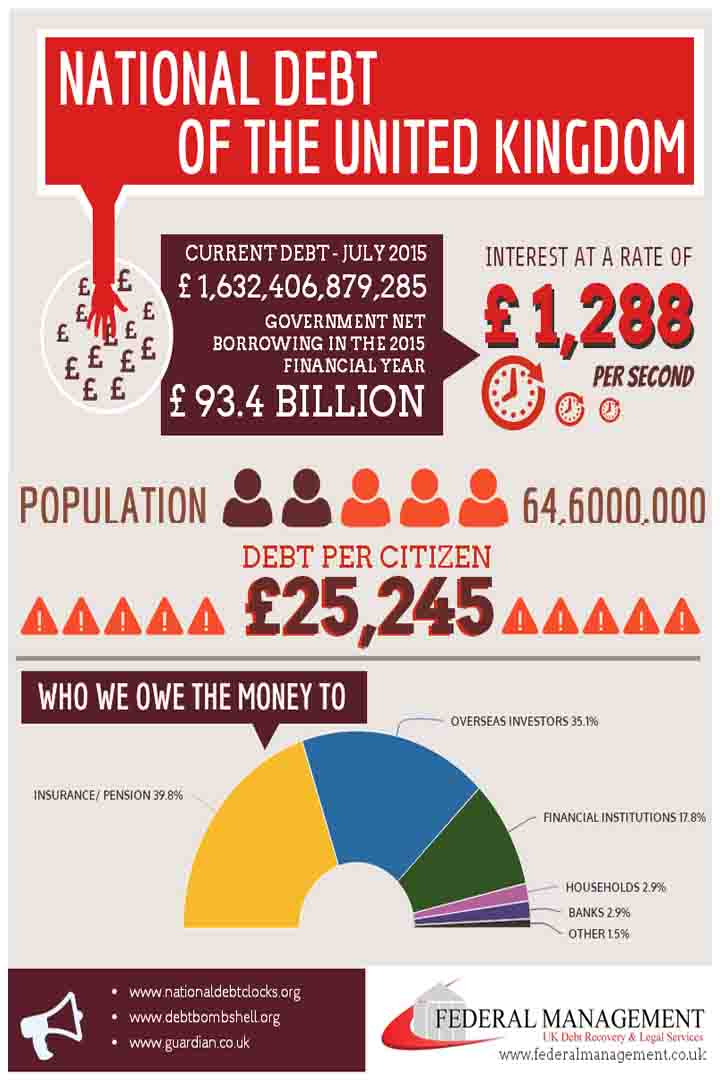 NATIONAL DEBT
OF THE UNITED KINGDOM
CURRENT DEBT - JULY 2015
£ 1,632,406,879,285
GOVERNMENT NET
BORROWING IN THE 2015
FINANCIAL YEAR
£ 93.4 BILLION
INTEREST AT A RATE OF
£ 1,288
PER SECOND
£ £ £ £ £ £ £ £ £ £ £ £
POPULATION 64,6000,000
DEBT PER CITIZEN
! ! ! ! ! £25,245 ! ! ! ! !
WHO WE OWE THE MONEY TO
OVERSEAS INVESTORS 35.1%
INSURANCE/ PENSION 39.8%
FINANCIAL INSTITUTIONS 17.8%
HOUSEHOLDS 2.9%
BANKS 2.9%
OTHER 1.5%
• www.nationaldebtclocks.org
• www.debtbombshell.org
• www.guardian.co.uk
FEDERAL MANAGEMENT
UK Debt Recovery & Legal Services
www.federalmanagement.co.uk